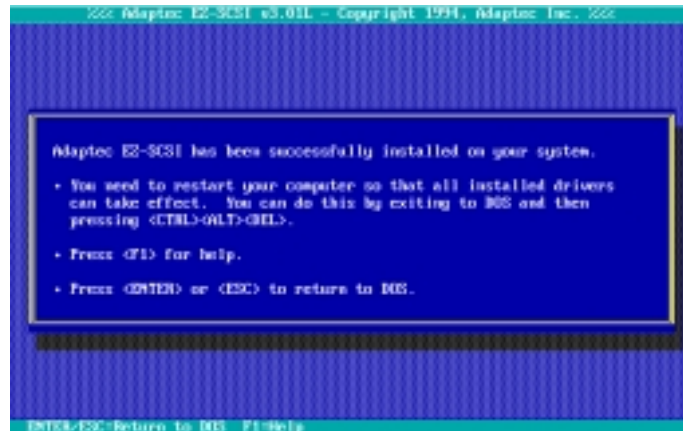 %%% Adaptec EZ-SCSI v3.01L - Copyright 1994, Adaptec Inc. %%%
Adaptec EZ-SCSI has been successfully installed on your system.
• You need to restart your computer so that all installed drivers
can take effect.  You can do this by exiting to DOS and then
pressing <CTRL><ALT><DEL>.
• Press <F1> for help.
• Press <ENTER> or <ESC> to return to DOS.
ENTER/ESC=Return to DOS  F1=Help